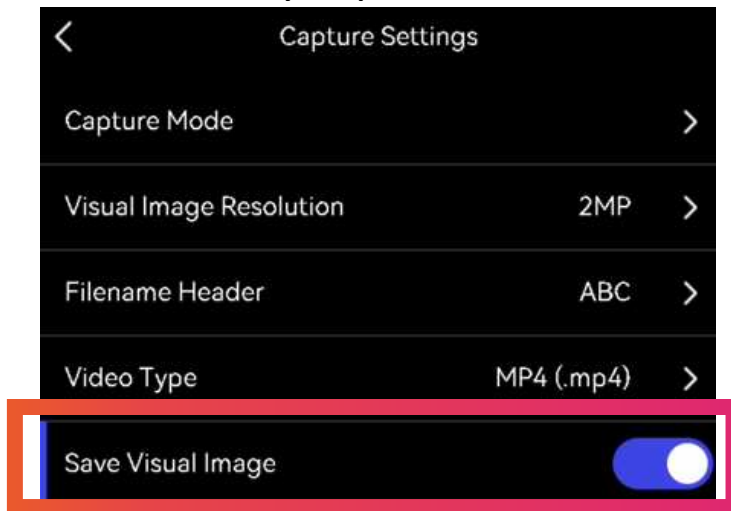 Capture Settings
Capture Mode
Visual Image Resolution 2MP
Filename Header ABC
Video Type MP4 (.mp4)
Save Visual Image